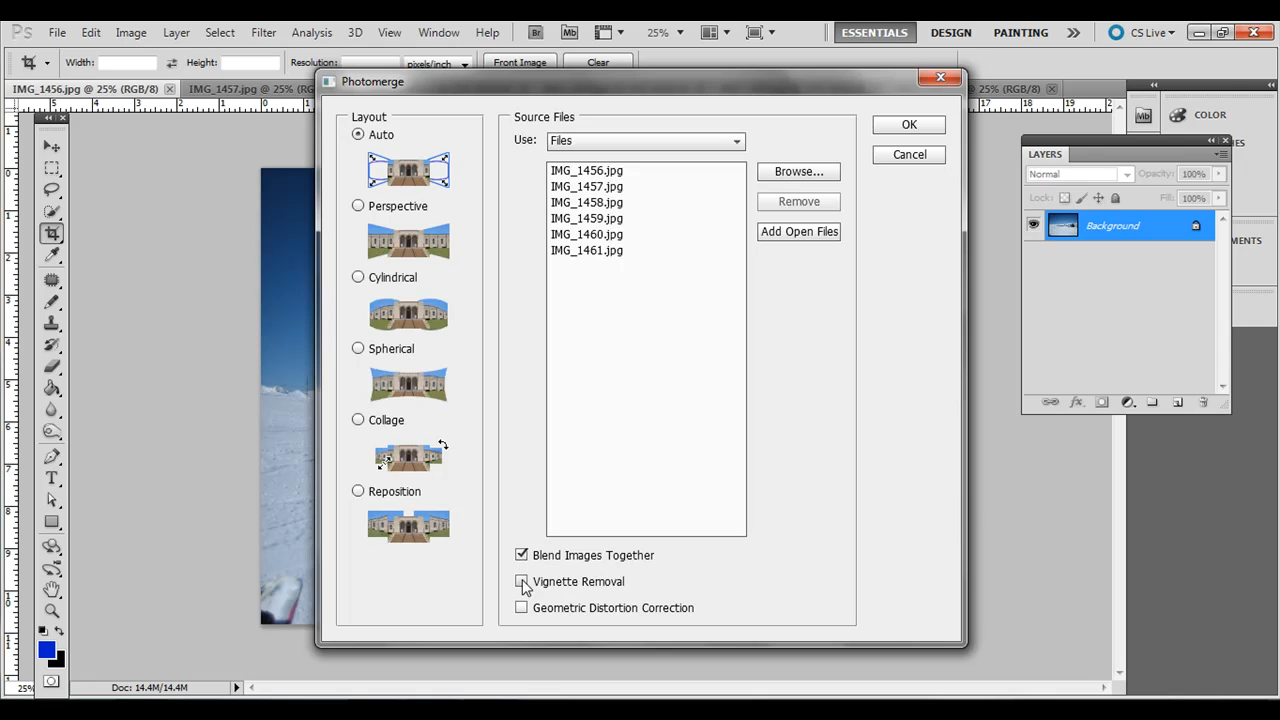 Ps File Edit Image Layer Select Filter Analysis 3D View Window Help Br Mb 25% ESSENTIALS DESIGN PAINTING CS Live
Width: Height: Resolution: pixels/inch Front Image Clear
IMG_1456.jpg @ 25% (RGB/8) IMG_1457.jpg @ 25% @ 25% (RGB/8)
Photomerge
Layout
Auto
Perspective
Cylindrical
Spherical
Collage
Reposition
Source Files
Use: Files
IMG_1456.jpg
IMG_1457.jpg
IMG_1458.jpg
IMG_1459.jpg
IMG_1460.jpg
IMG_1461.jpg
Browse...
Remove
Add Open Files
OK
Cancel
Blend Images Together
Vignette Removal
Geometric Distortion Correction
Mb COLOR
LAYERS
Normal Opacity: 100%
Lock: Fill: 100%
Background
Doc: 14.4M/14.4M